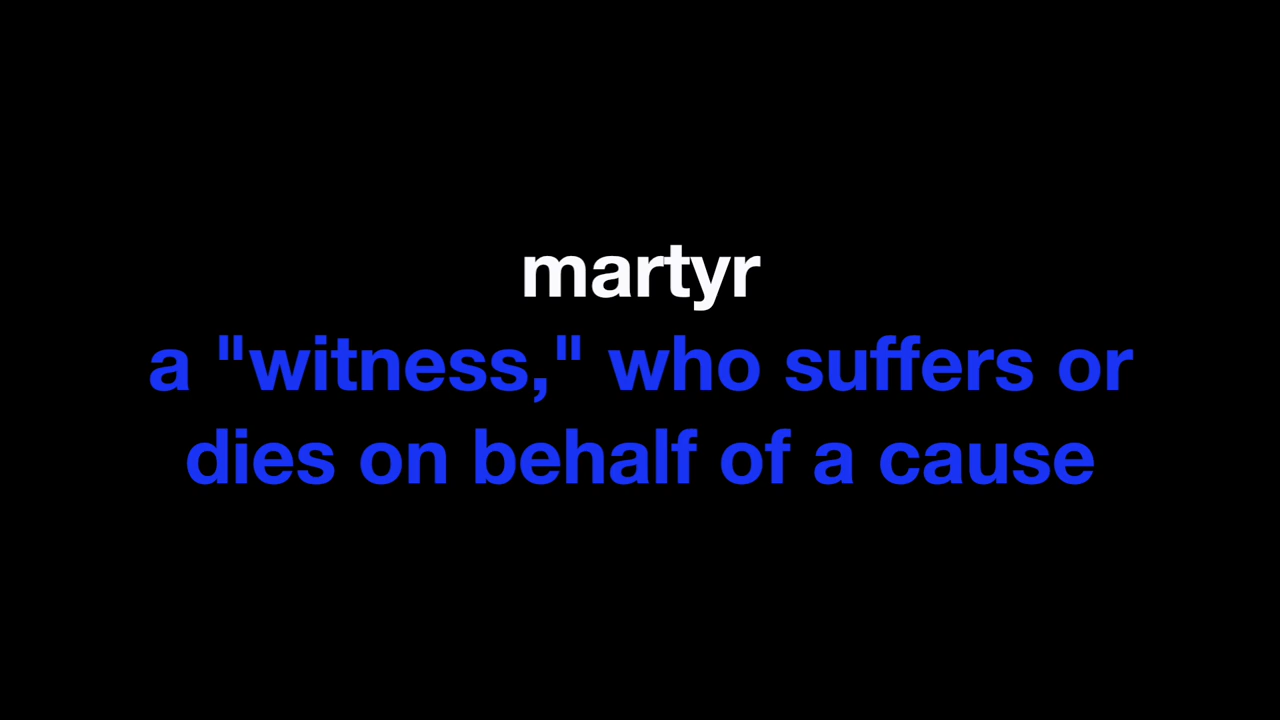 martyr
a "witness," who suffers or
dies on behalf of a cause